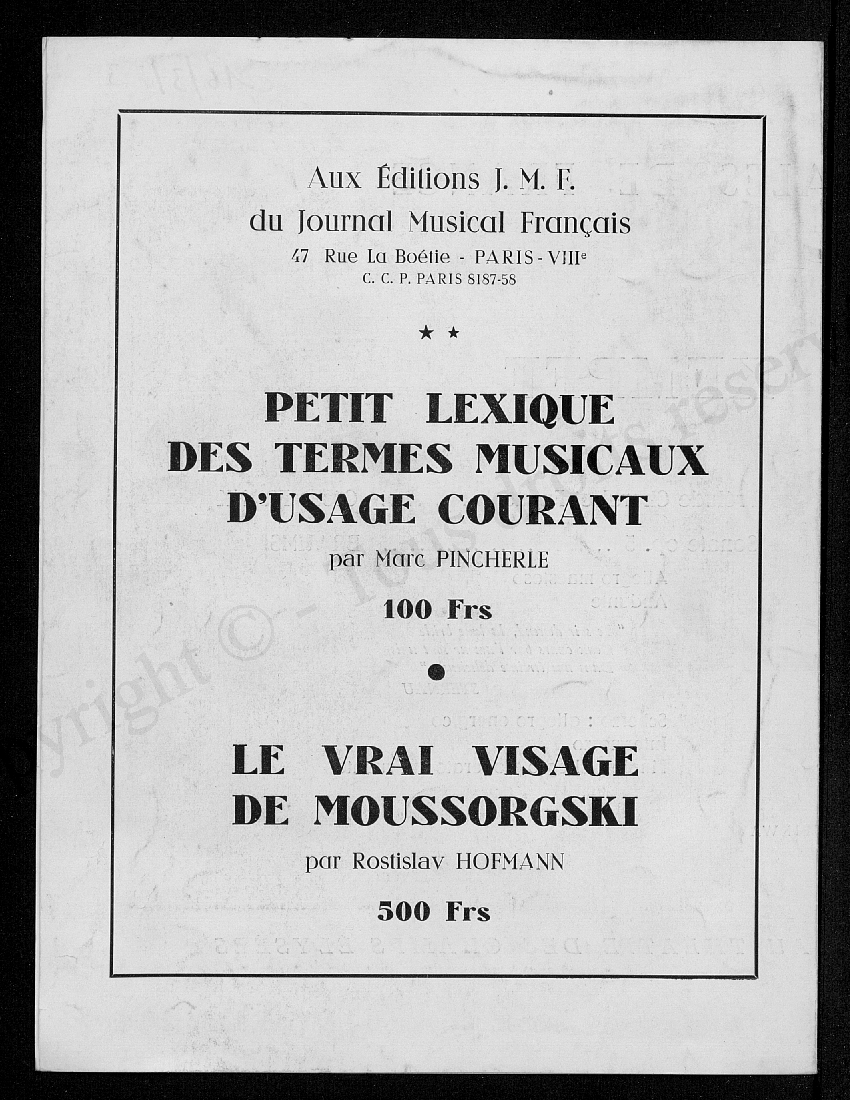 Aux Éditions J. M. F.
du Journal Musical Français
47 Rue La Boétie - PARIS - VIIIe
C. C. P. PARIS 8187-58
PETIT LEXIQUE
DES TERMES MUSICAUX
D'USAGE COURANT
par Marc PINCHERLE
100 Frs
LE VRAI VISAGE
DE MOUSSORGSKI
par Rostislav HOFMANN
500 Frs